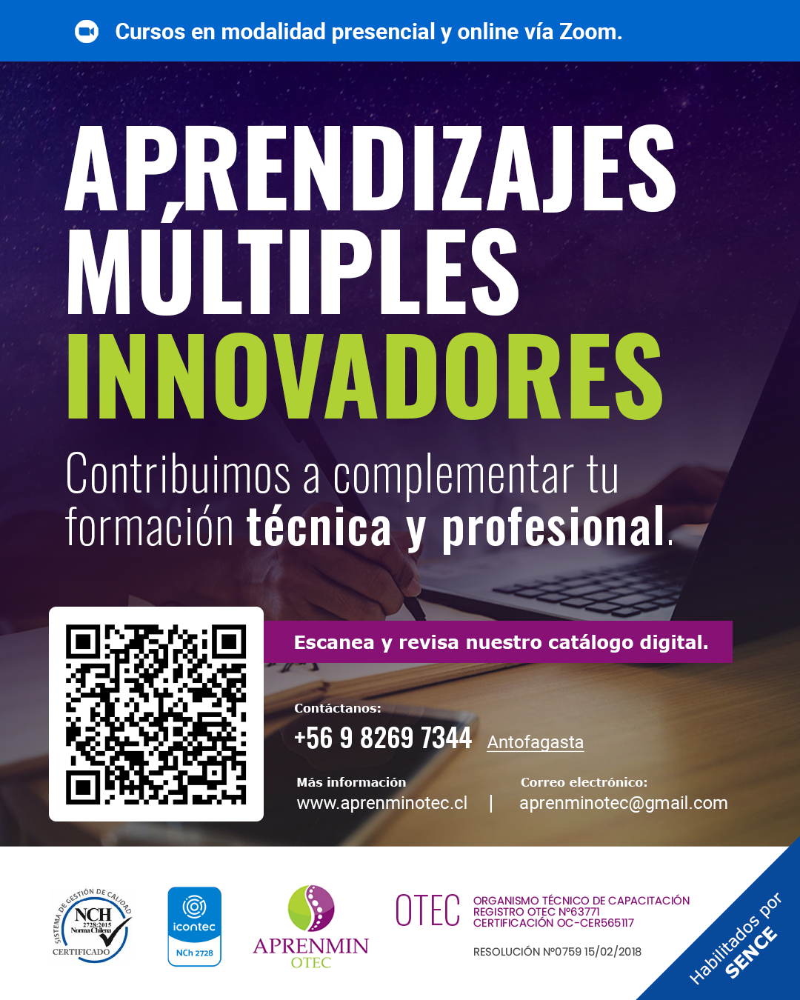 Cursos en modalidad presencial y online vía Zoom.
APRENDIZAJES
MÚLTIPLES
INNOVADORES
Contribuimos a complementar tu
formación técnica y profesional.
Escanea y revisa nuestro catálogo digital.
Contáctanos:
+56 9 8269 7344 Antofagasta
Más información
www.aprenminotec.cl
Correo electrónico:
aprenminotec@gmail.com
SISTEMA DE GESTIÓN DE CALIDAD
NCH
2728:2015
Norma Chilena
CERTIFICADO
icontec
NCh 2728
APRENMIN
OTEC
OTEC
ORGANISMO TÉCNICO DE CAPACITACIÓN
REGISTRO OTEC Nº63771
CERTIFICACIÓN OC-CER565117
RESOLUCIÓN Nº0759 15/02/2018
Habilitados por
SENCE